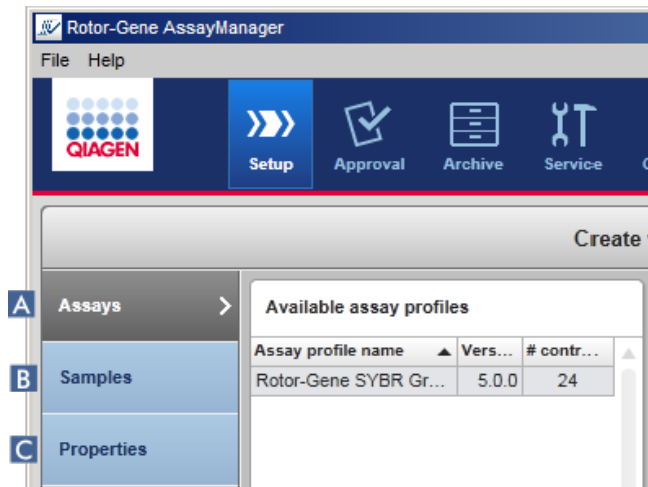 Rotor-Gene AssayManager
File Help
QIAGEN
Setup Approval Archive Service
Create
A Assays
Available assay profiles
Assay profile name Vers... # contr...
B Samples
Rotor-Gene SYBR Gr... 5.0.0 24
C Properties